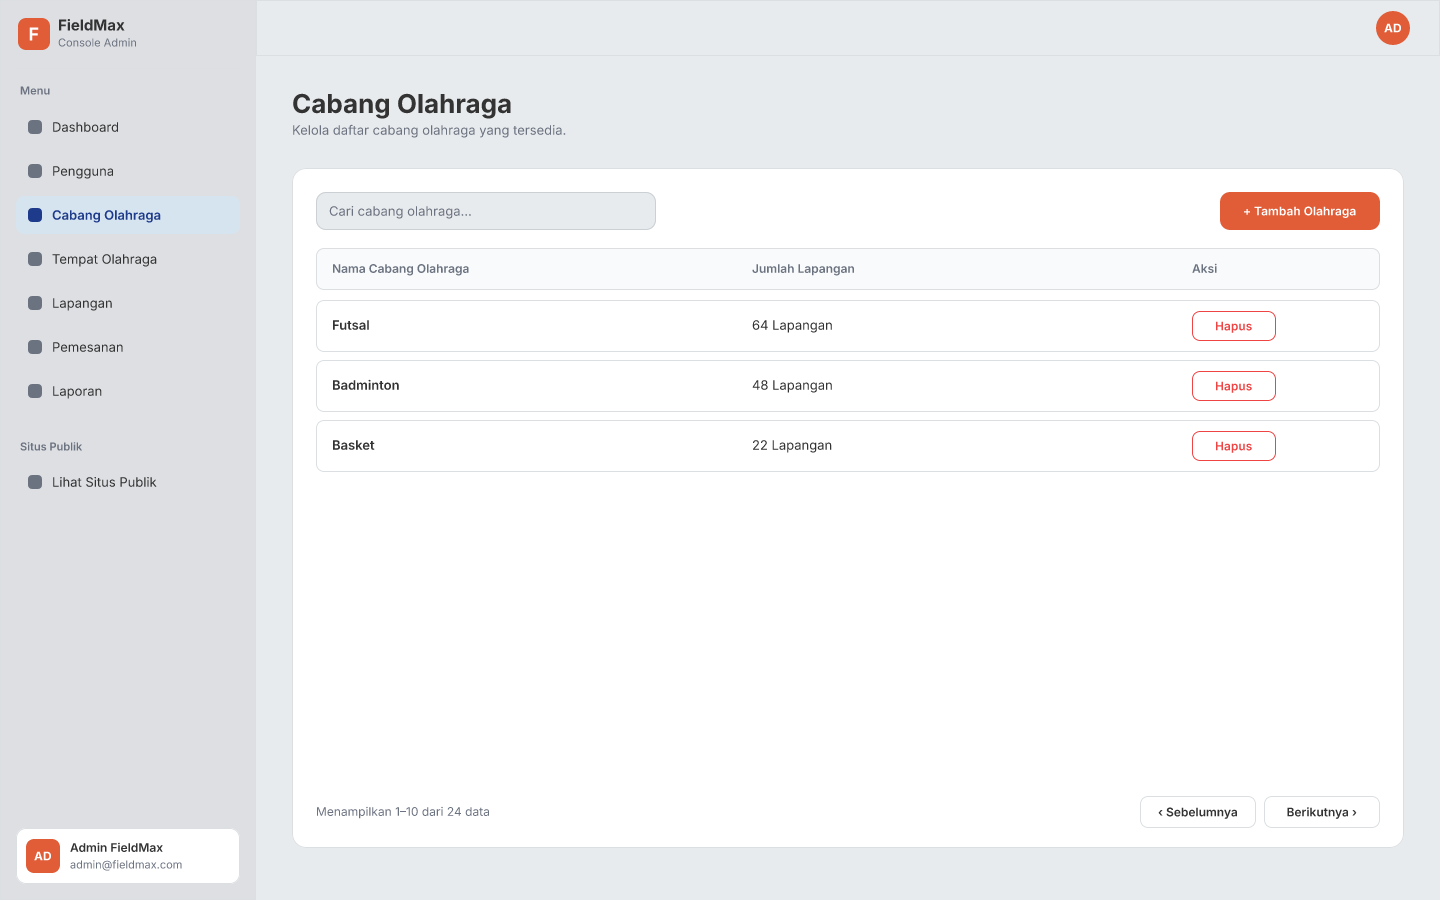 F
FieldMax
Console Admin
AD
Menu
Dashboard
Pengguna
Cabang Olahraga
Tempat Olahraga
Lapangan
Pemesanan
Laporan
Situs Publik
Lihat Situs Publik
AD
Admin FieldMax
admin@fieldmax.com
Cabang Olahraga
Kelola daftar cabang olahraga yang tersedia.
Cari cabang olahraga...
+ Tambah Olahraga
Nama Cabang Olahraga Jumlah Lapangan Aksi
Futsal 64 Lapangan Hapus
Badminton 48 Lapangan Hapus
Basket 22 Lapangan Hapus
Menampilkan 1–10 dari 24 data
‹ Sebelumnya Berikutnya ›